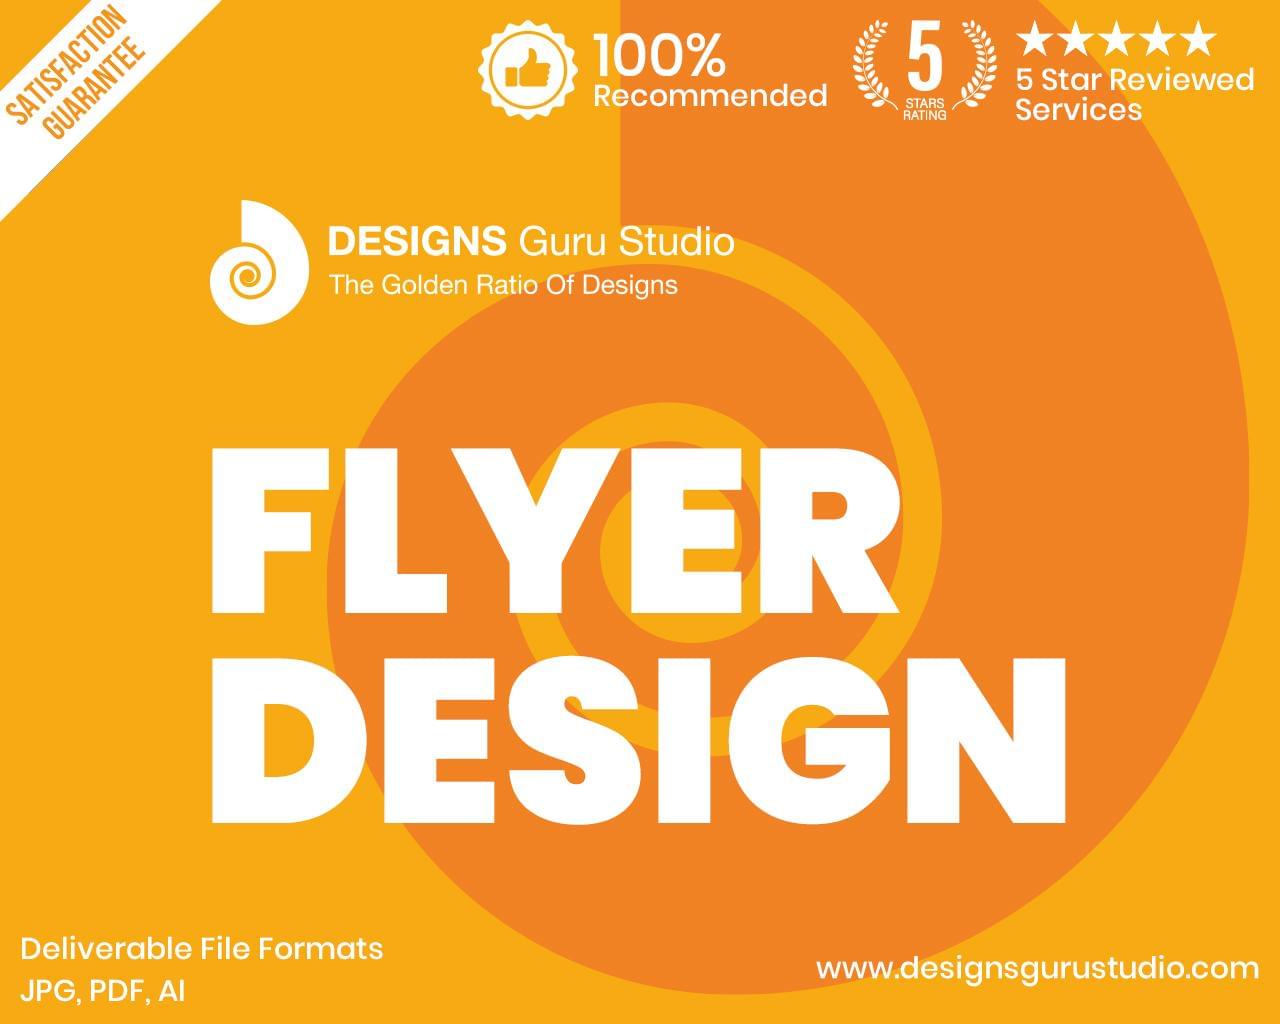 SATISFACTION
GUARANTEE
100%
Recommended
5
STARS
RATING
5 Star Reviewed
Services
DESIGNS Guru Studio
The Golden Ratio Of Designs
FLYER
DESIGN
Deliverable File Formats
JPG, PDF, AI
www.designsgurustudio.com